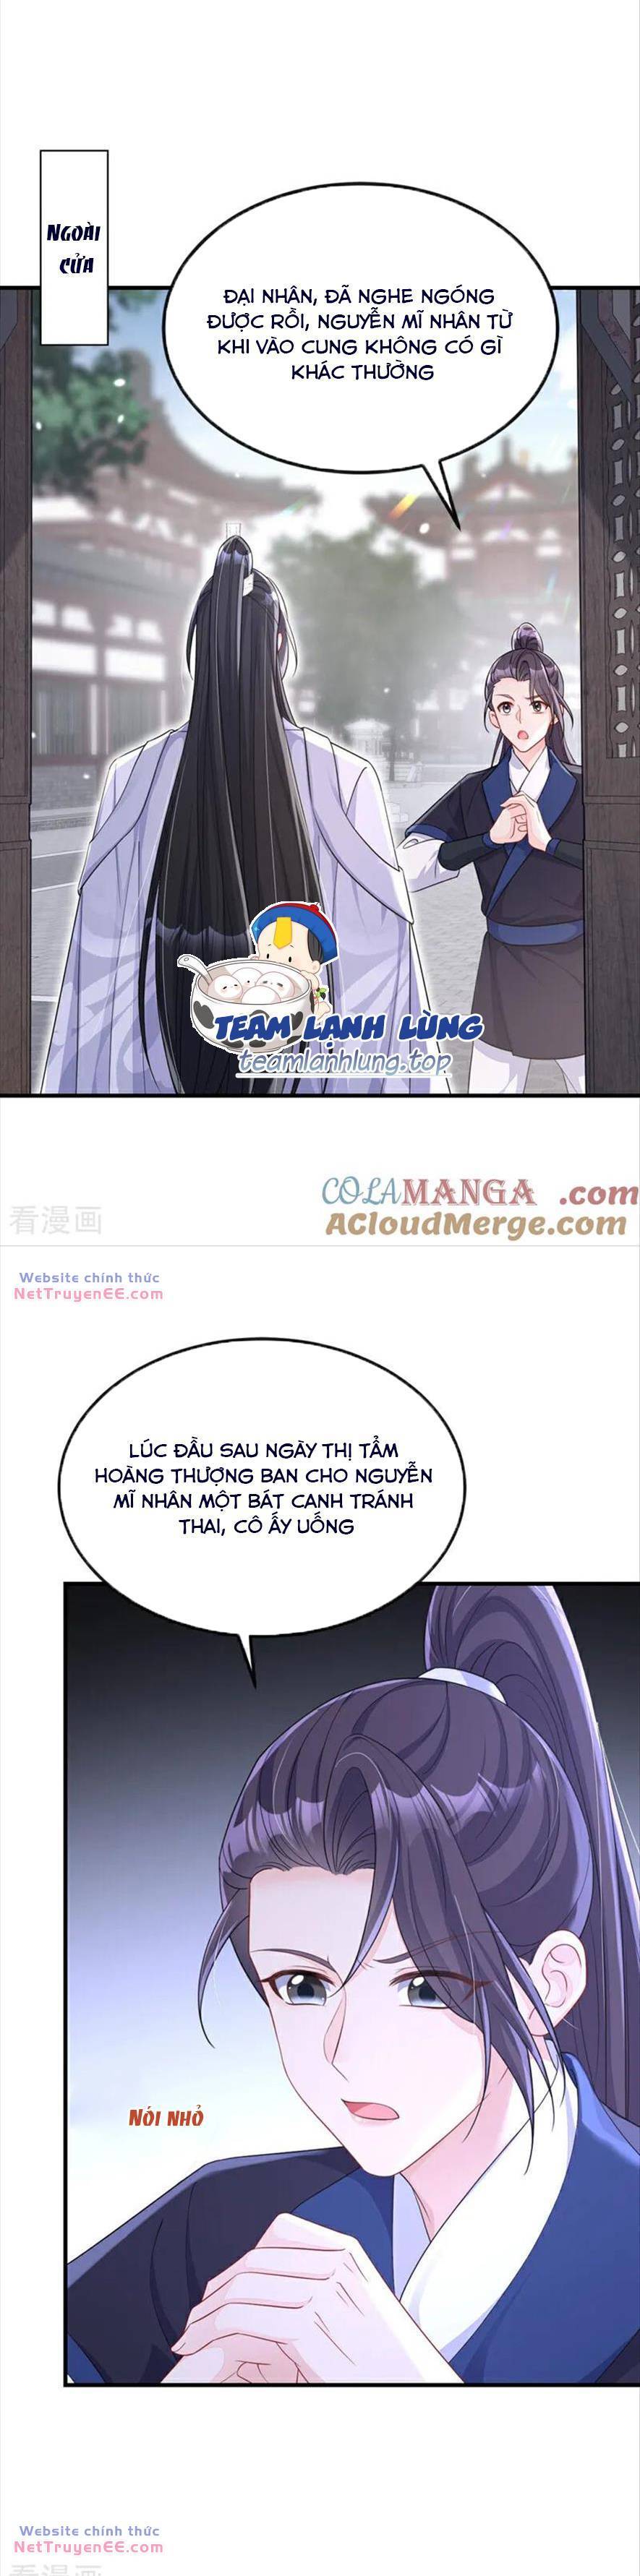 NGOÀI
CỬA
ĐẠI NHÂN, ĐÃ NGHE NGÓNG
ĐƯỢC RỒI, NGUYỄN MĨ NHÂN TỪ
KHI VÀO CUNG KHÔNG CÓ GÌ
KHÁC THƯỜNG
TEAM LẠNH LÙNG
teamlanhlung.top
COLAMANGA .com
看漫画
ACloudMerge.com
Website chính thức
NetTruyenEE.com
LÚC ĐẦU SAU NGÀY THỊ TẨM
HOÀNG THƯỢNG BAN CHO NGUYỄN
MĨ NHÂN MỘT BÁT CANH TRÁNH
THAI, CÔ ẤY UỐNG
NÓI NHỎ
Website chính thức
NetTruyenEE.com